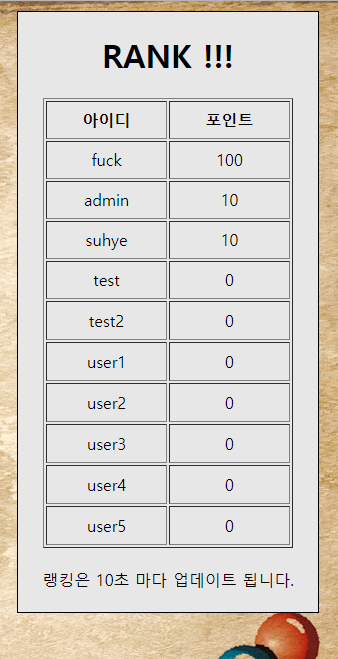 RANK !!!
아이디 포인트
fuck 100
admin 10
suhye 10
test 0
test2 0
user1 0
user2 0
user3 0
user4 0
user5 0
랭킹은 10초 마다 업데이트 됩니다.